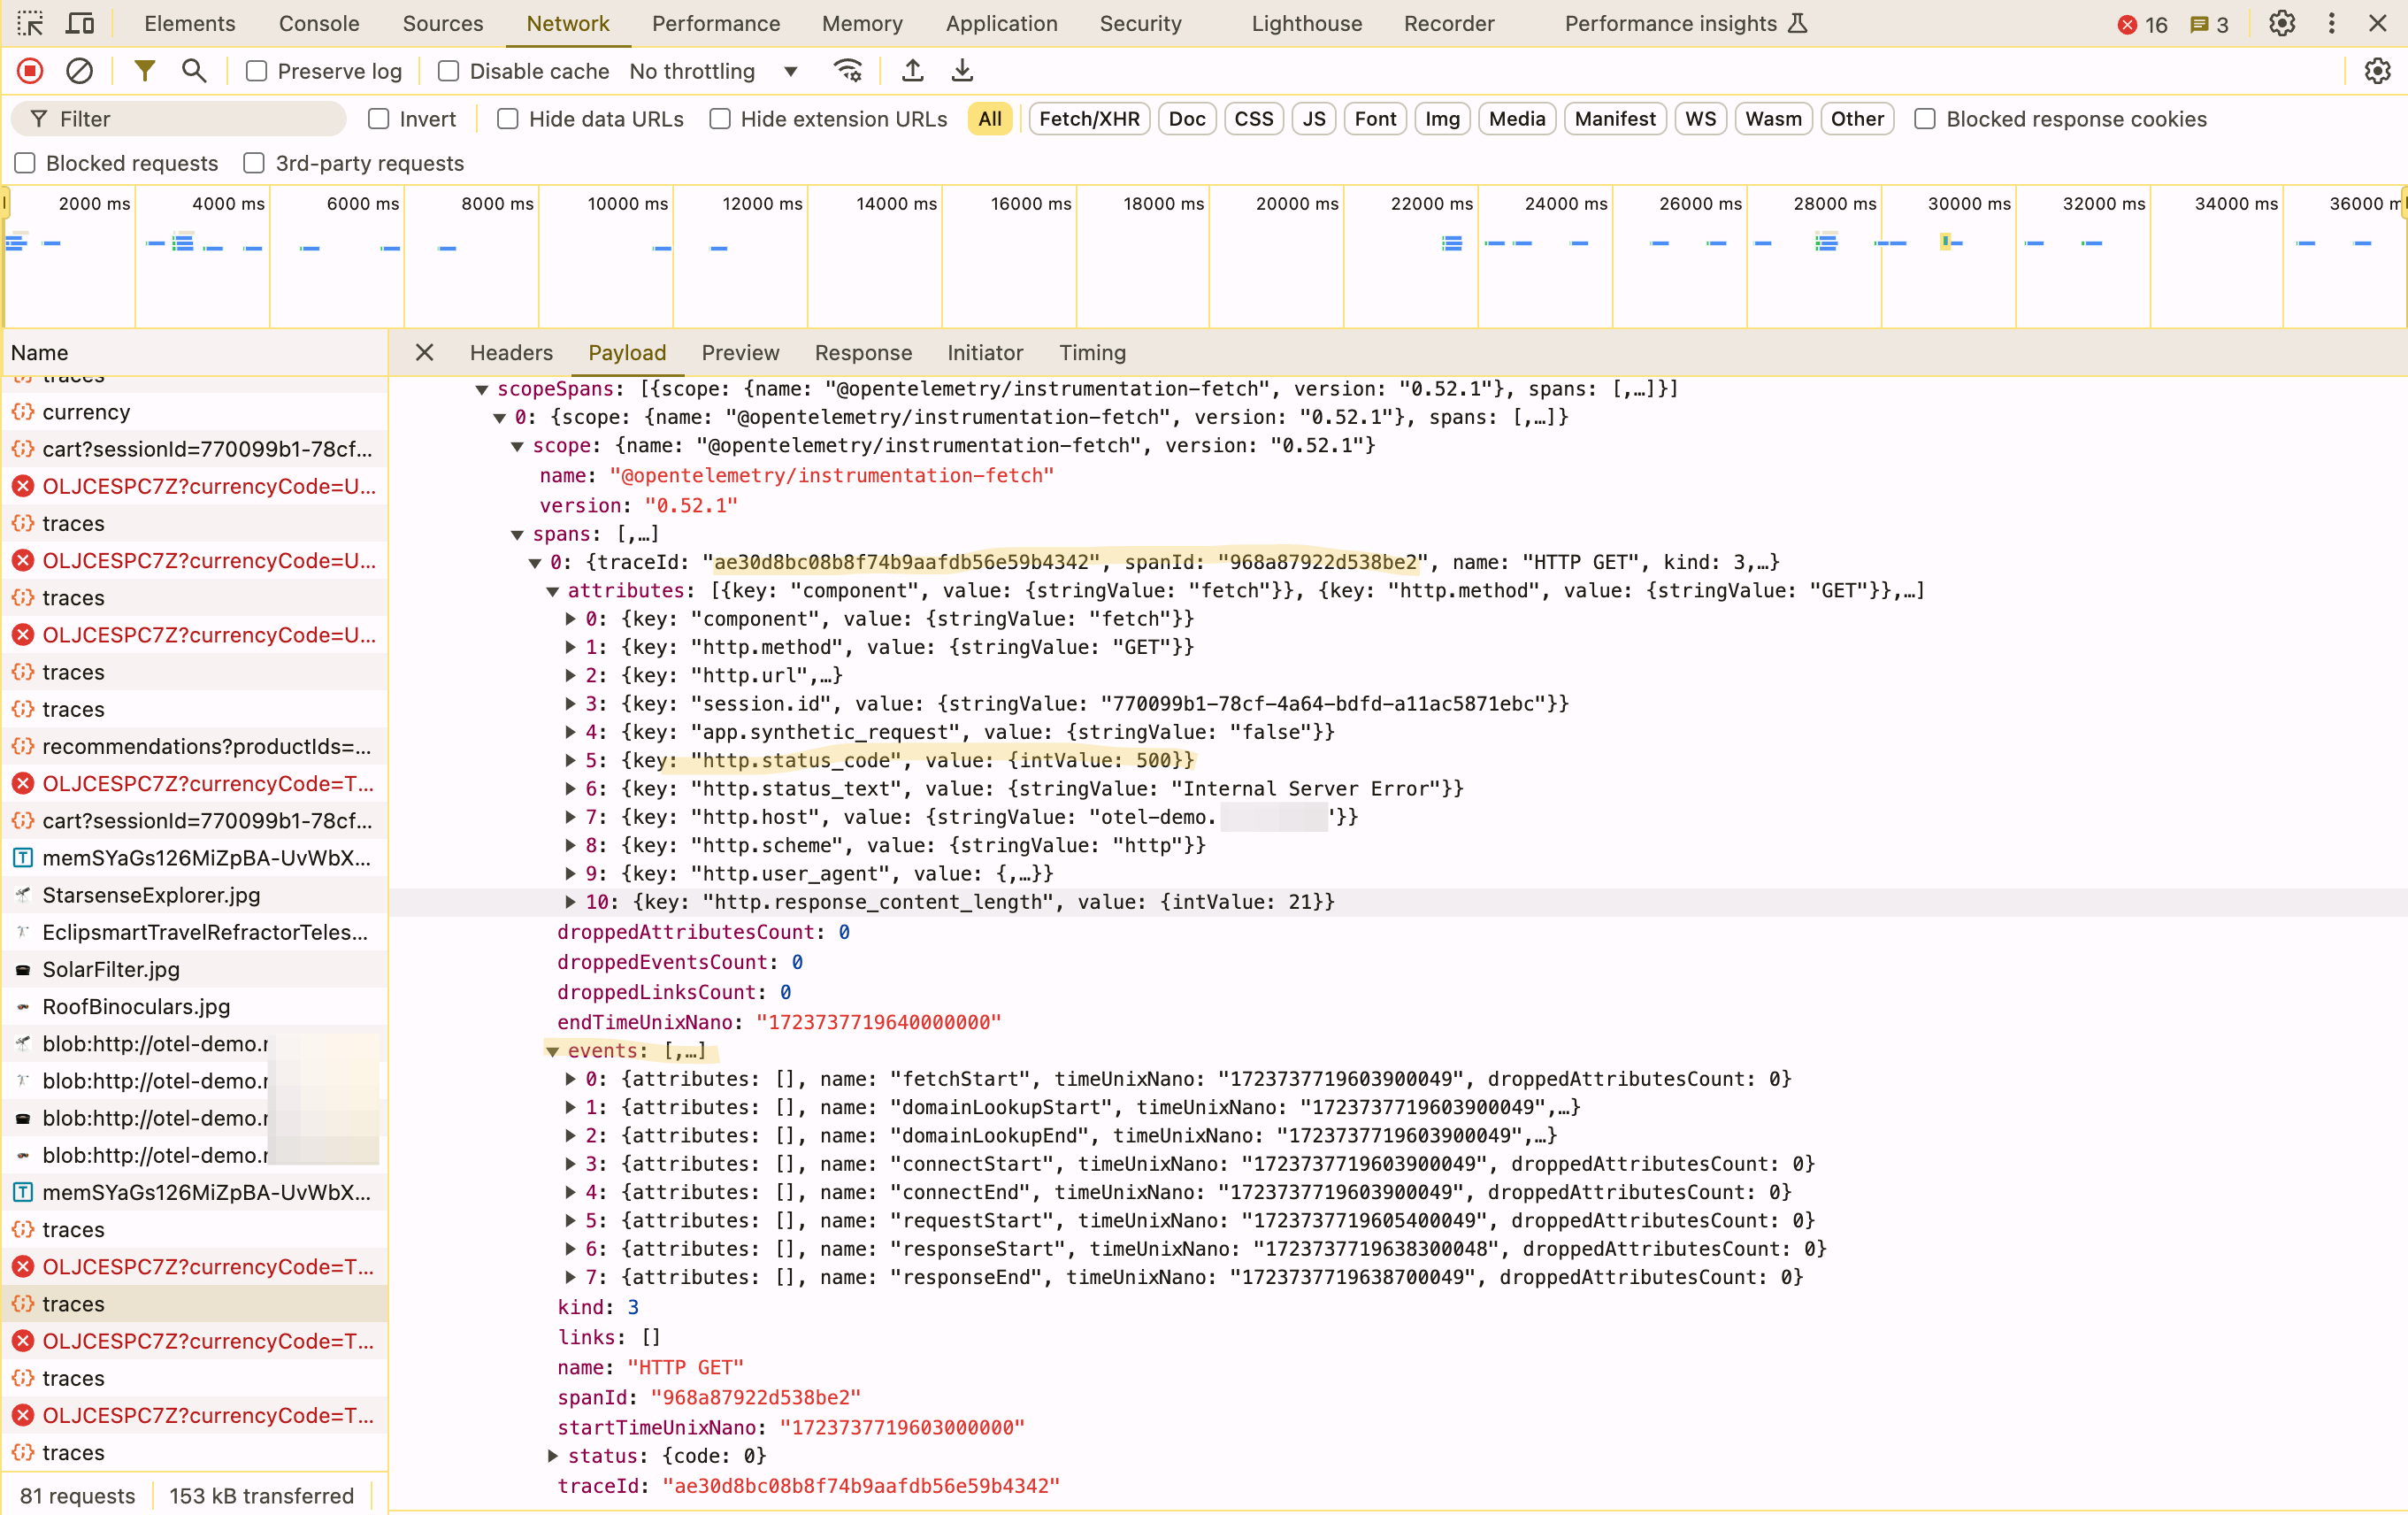 Elements Console Sources Network Performance Memory Application Security Lighthouse Recorder Performance insights 16 3
Preserve log Disable cache No throttling
Filter Invert Hide data URLs Hide extension URLs All Fetch/XHR Doc CSS JS Font Img Media Manifest WS Wasm Other Blocked response cookies
Blocked requests 3rd-party requests
2000 ms 4000 ms 6000 ms 8000 ms 10000 ms 12000 ms 14000 ms 16000 ms 18000 ms 20000 ms 22000 ms 24000 ms 26000 ms 28000 ms 30000 ms 32000 ms 34000 ms 36000 m
Name
traces
currency
cart?sessionId=770099b1-78cf...
OLJCESPC7Z?currencyCode=U...
traces
OLJCESPC7Z?currencyCode=U...
traces
OLJCESPC7Z?currencyCode=U...
traces
traces
recommendations?productIds=...
OLJCESPC7Z?currencyCode=T...
cart?sessionId=770099b1-78cf...
memSYaGs126MiZpBA-UvWbX...
StarsenseExplorer.jpg
EclipsmartTravelRefractorTeles...
SolarFilter.jpg
RoofBinoculars.jpg
blob:http://otel-demo.
blob:http://otel-demo.
blob:http://otel-demo.
blob:http://otel-demo.
memSYaGs126MiZpBA-UvWbX...
traces
OLJCESPC7Z?currencyCode=T...
traces
OLJCESPC7Z?currencyCode=T...
traces
OLJCESPC7Z?currencyCode=T...
traces
81 requests 153 kB transferred
Headers Payload Preview Response Initiator Timing
scopeSpans: [{scope: {name: "@opentelemetry/instrumentation-fetch", version: "0.52.1"}, spans: [,…]}]
0: {scope: {name: "@opentelemetry/instrumentation-fetch", version: "0.52.1"}, spans: [,…]}
scope: {name: "@opentelemetry/instrumentation-fetch", version: "0.52.1"}
name: "@opentelemetry/instrumentation-fetch"
version: "0.52.1"
spans: [,…]
0: {traceId: "ae30d8bc08b8f74b9aafdb56e59b4342", spanId: "968a87922d538be2", name: "HTTP GET", kind: 3,…}
attributes: [{key: "component", value: {stringValue: "fetch"}}, {key: "http.method", value: {stringValue: "GET"}},…]
0: {key: "component", value: {stringValue: "fetch"}}
1: {key: "http.method", value: {stringValue: "GET"}}
2: {key: "http.url",…}
3: {key: "session.id", value: {stringValue: "770099b1-78cf-4a64-bdfd-a11ac5871ebc"}}
4: {key: "app.synthetic_request", value: {stringValue: "false"}}
5: {key: "http.status_code", value: {intValue: 500}}
6: {key: "http.status_text", value: {stringValue: "Internal Server Error"}}
7: {key: "http.host", value: {stringValue: "otel-demo. '}}
8: {key: "http.scheme", value: {stringValue: "http"}}
9: {key: "http.user_agent", value: {,…}}
10: {key: "http.response_content_length", value: {intValue: 21}}
droppedAttributesCount: 0
droppedEventsCount: 0
droppedLinksCount: 0
endTimeUnixNano: "1723737719640000000"
events: [,…]
0: {attributes: [], name: "fetchStart", timeUnixNano: "1723737719603900049", droppedAttributesCount: 0}
1: {attributes: [], name: "domainLookupStart", timeUnixNano: "1723737719603900049",…}
2: {attributes: [], name: "domainLookupEnd", timeUnixNano: "1723737719603900049",…}
3: {attributes: [], name: "connectStart", timeUnixNano: "1723737719603900049", droppedAttributesCount: 0}
4: {attributes: [], name: "connectEnd", timeUnixNano: "1723737719603900049", droppedAttributesCount: 0}
5: {attributes: [], name: "requestStart", timeUnixNano: "1723737719605400049", droppedAttributesCount: 0}
6: {attributes: [], name: "responseStart", timeUnixNano: "1723737719638300048", droppedAttributesCount: 0}
7: {attributes: [], name: "responseEnd", timeUnixNano: "1723737719638700049", droppedAttributesCount: 0}
kind: 3
links: []
name: "HTTP GET"
spanId: "968a87922d538be2"
startTimeUnixNano: "1723737719603000000"
status: {code: 0}
traceId: "ae30d8bc08b8f74b9aafdb56e59b4342"